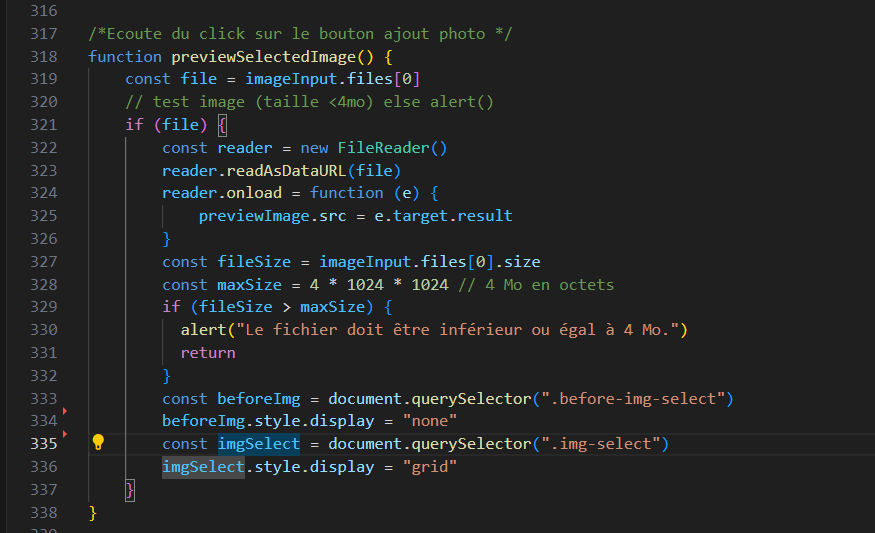 316
317 /*Ecoute du click sur le bouton ajout photo */
318 function previewSelectedImage() {
319 const file = imageInput.files[0]
320 // test image (taille <4mo) else alert()
321 if (file) {
322 const reader = new FileReader()
323 reader.readAsDataURL(file)
324 reader.onload = function (e) {
325 previewImage.src = e.target.result
326 }
327 const fileSize = imageInput.files[0].size
328 const maxSize = 4 * 1024 * 1024 // 4 Mo en octets
329 if (fileSize > maxSize) {
330 alert("Le fichier doit être inférieur ou égal à 4 Mo.")
331 return
332 }
333 const beforeImg = document.querySelector(".before-img-select")
334 beforeImg.style.display = "none"
335 const imgSelect = document.querySelector(".img-select")
336 imgSelect.style.display = "grid"
337 }
338 }